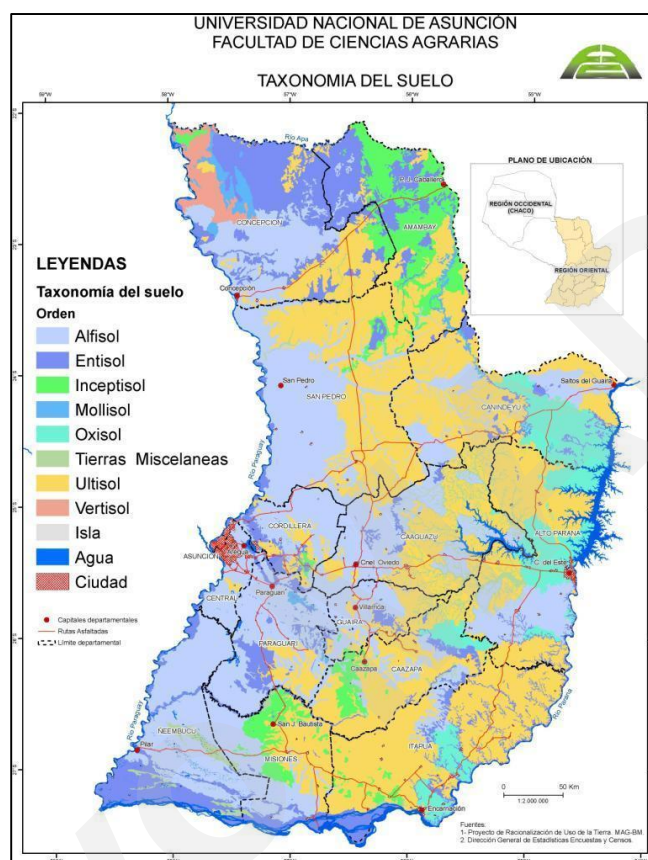 UNIVERSIDAD NACIONAL DE ASUNCIÓN
FACULTAD DE CIENCIAS AGRARIAS
TAXONOMIA DEL SUELO
PLANO DE UBICACIÓN
REGIÓN OCCIDENTAL
(CHACO)
REGIÓN ORIENTAL
Río Apa
P. J. Caballero
CONCEPCION
AMAMBAY
LEYENDAS
Taxonomía del suelo
Orden
Alfisol
Entisol
Inceptisol
Mollisol
Oxisol
Tierras Miscelaneas
Ultisol
Vertisol
Isla
Agua
Ciudad
Capitales departamentales
Rutas Asfaltadas
Límite departamental
Concepción
San Pedro
SAN PEDRO
Saltos del Guairá
CANINDEYU
Río Paraguay
CORDILLERA
CAAGUAZU
ALTO PARANA
ASUNCION
Cnel. Oviedo
C. del Este
CENTRAL
Paraguarí
Villarrica
GUAIRA
PARAGUARI
Caazapa
CAAZAPA
Río Paraná
Río Paraguay
San J. Bautista
ÑEEMBUCU
Pilar
MISIONES
ITAPUA
Encarnación
0 50 Km
1:2.000.000
Fuentes:
1- Proyecto de Racionalización de Uso de la Tierra. MAG-BM.
2. Dirección General de Estadísticas Encuestas y Censos.